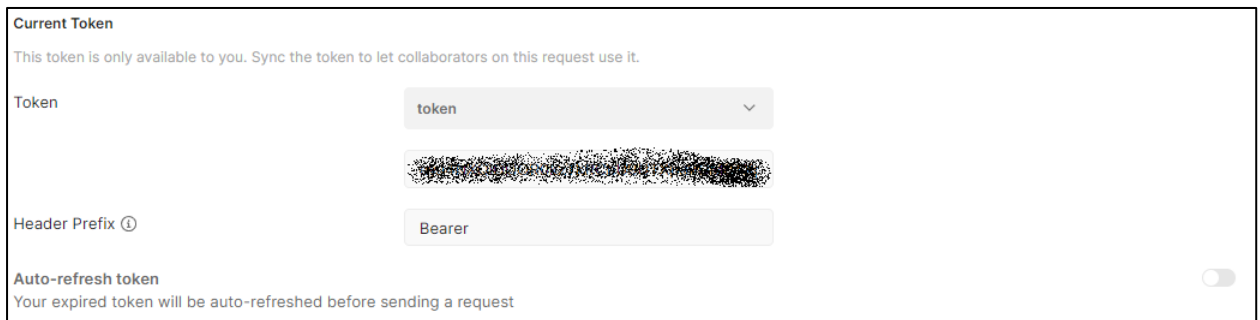 Current Token
This token is only available to you. Sync the token to let collaborators on this request use it.
Token
token
Header Prefix
Bearer
Auto-refresh token
Your expired token will be auto-refreshed before sending a request